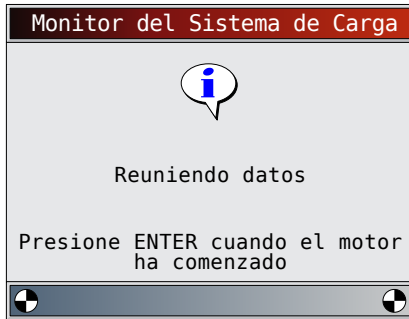 Monitor del Sistema de Carga
i
Reuniendo datos
Presione ENTER cuando el motor
ha comenzado